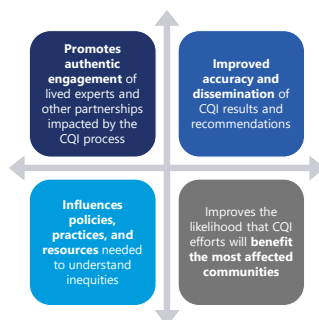 Promotes
authentic
engagement of
lived experts and
other partnerships
impacted by the
CQI process
Improved
accuracy and
dissemination of
CQI results and
recommendations
Influences
policies,
practices, and
resources needed
to understand
inequities
Improves the
likelihood that CQI
efforts will benefit
the most affected
communities